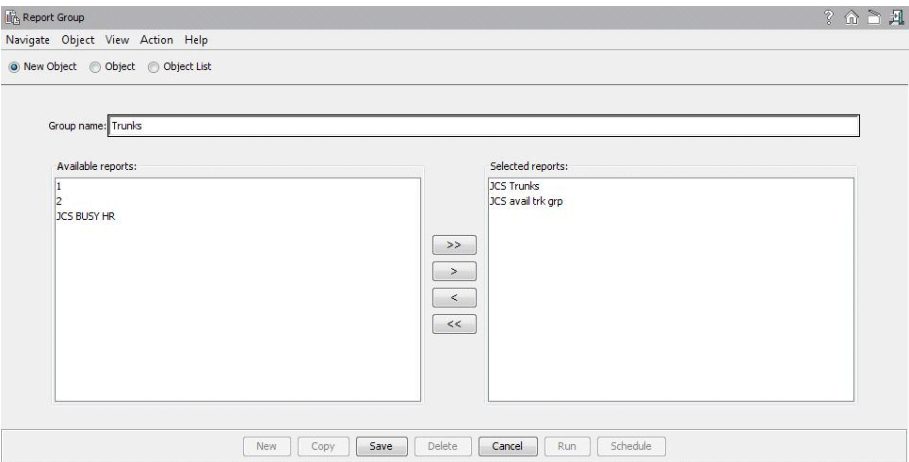 Report Group
Navigate Object View Action Help
New Object Object Object List
Group name: Trunks
Available reports:
1
2
JCS BUSY HR
>>
>
<
<<
Selected reports:
JCS Trunks
JCS avail trk grp
New Copy Save Delete Cancel Run Schedule